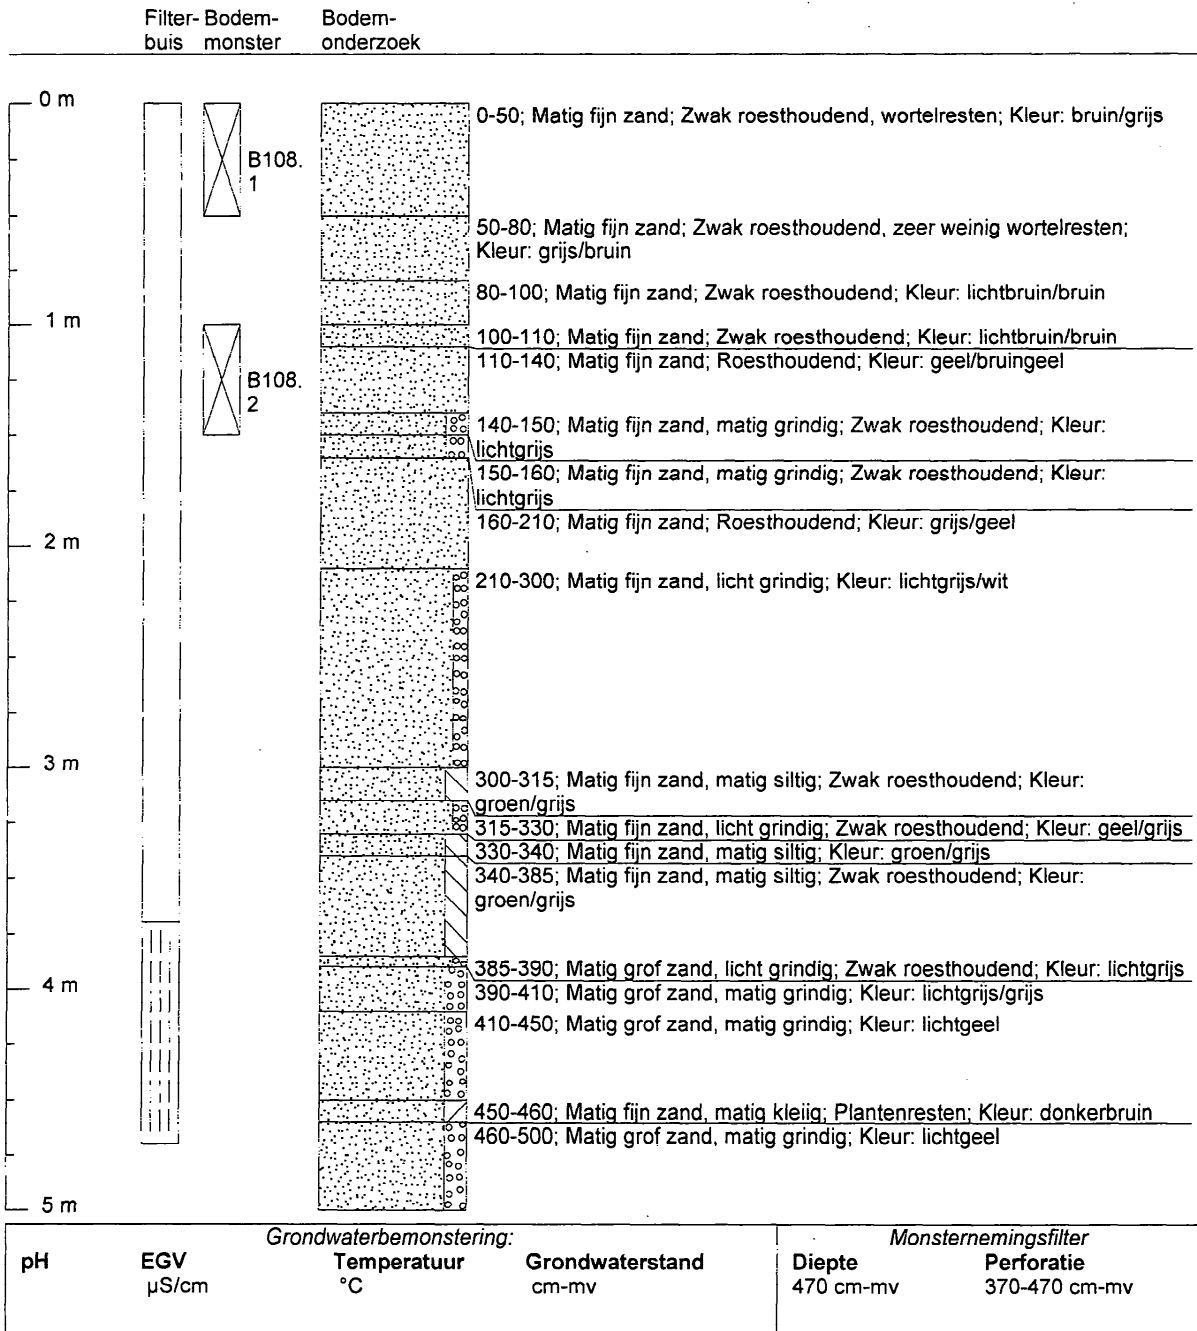 Filter- Bodem- Bodem-
buis monster onderzoek
0 m
0-50; Matig fijn zand; Zwak roesthoudend, wortelresten; Kleur: bruin/grijs
B108.
1
50-80; Matig fijn zand; Zwak roesthoudend, zeer weinig wortelresten;
Kleur: grijs/bruin
80-100; Matig fijn zand; Zwak roesthoudend; Kleur: lichtbruin/bruin
1 m
100-110; Matig fijn zand; Zwak roesthoudend; Kleur: lichtbruin/bruin
110-140; Matig fijn zand; Roesthoudend; Kleur: geel/bruingeel
B108.
2
140-150; Matig fijn zand, matig grindig; Zwak roesthoudend; Kleur:
lichtgrijs
150-160; Matig fijn zand, matig grindig; Zwak roesthoudend; Kleur:
lichtgrijs
160-210; Matig fijn zand; Roesthoudend; Kleur: grijs/geel
2 m
210-300; Matig fijn zand, licht grindig; Kleur: lichtgrijs/wit
3 m
300-315; Matig fijn zand, matig siltig; Zwak roesthoudend; Kleur:
groen/grijs
315-330; Matig fijn zand, licht grindig; Zwak roesthoudend; Kleur: geel/grijs
330-340; Matig fijn zand, matig siltig; Kleur: groen/grijs
340-385; Matig fijn zand, matig siltig; Zwak roesthoudend; Kleur:
groen/grijs
385-390; Matig grof zand, licht grindig; Zwak roesthoudend; Kleur: lichtgrijs
4 m
390-410; Matig grof zand, matig grindig; Kleur: lichtgrijs/grijs
410-450; Matig grof zand, matig grindig; Kleur: lichtgeel
450-460; Matig fijn zand, matig kleiig; Plantenresten; Kleur: donkerbruin
460-500; Matig grof zand, matig grindig; Kleur: lichtgeel
5 m
Grondwaterbemonstering: Monsternemingsfilter
pH EGV Temperatuur Grondwaterstand Diepte Perforatie
µS/cm °C cm-mv 470 cm-mv 370-470 cm-mv